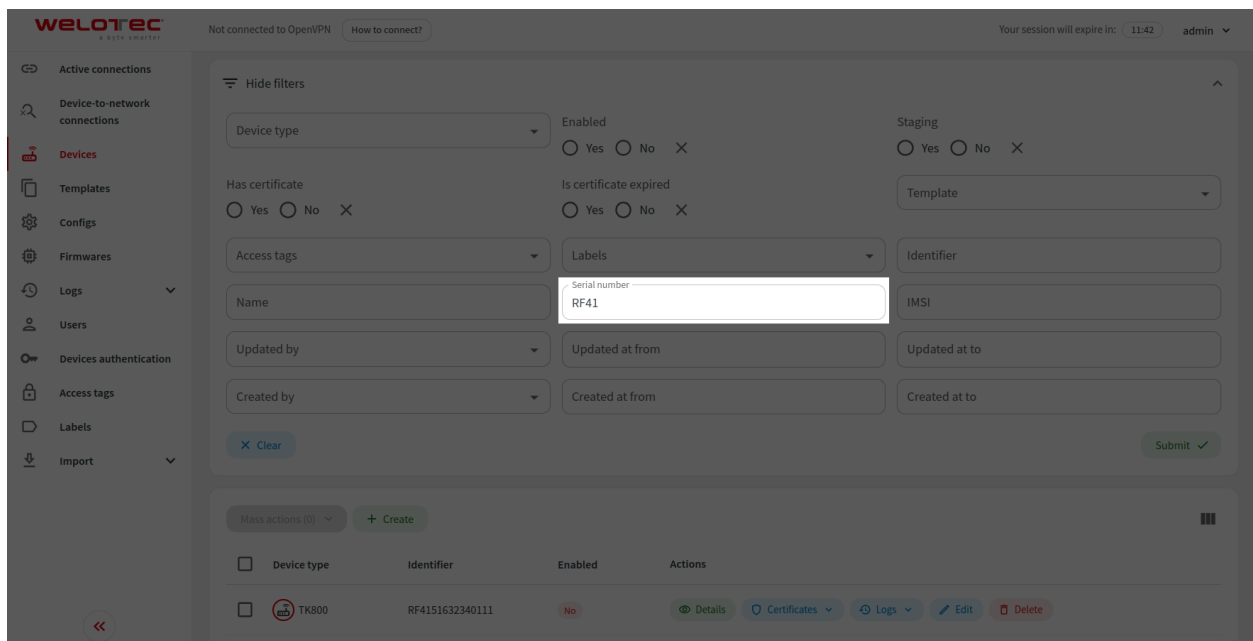 WELOTEC
a byte smarter
Not connected to OpenVPN
How to connect?
Your session will expire in: 11:42
admin
Active connections
Device-to-network connections
Devices
Templates
Configs
Firmwares
Logs
Users
Devices authentication
Access tags
Labels
Import
Hide filters
Device type
Enabled
Yes No
Staging
Yes No
Has certificate
Yes No
Is certificate expired
Yes No
Template
Access tags
Labels
Identifier
Name
Serial number
RF41
IMSI
Updated by
Updated at from
Updated at to
Created by
Created at from
Created at to
Clear
Submit
Mass actions (0)
+ Create
Device type Identifier Enabled Actions
TK800 RF4151632340111 No Details Certificates Logs Edit Delete